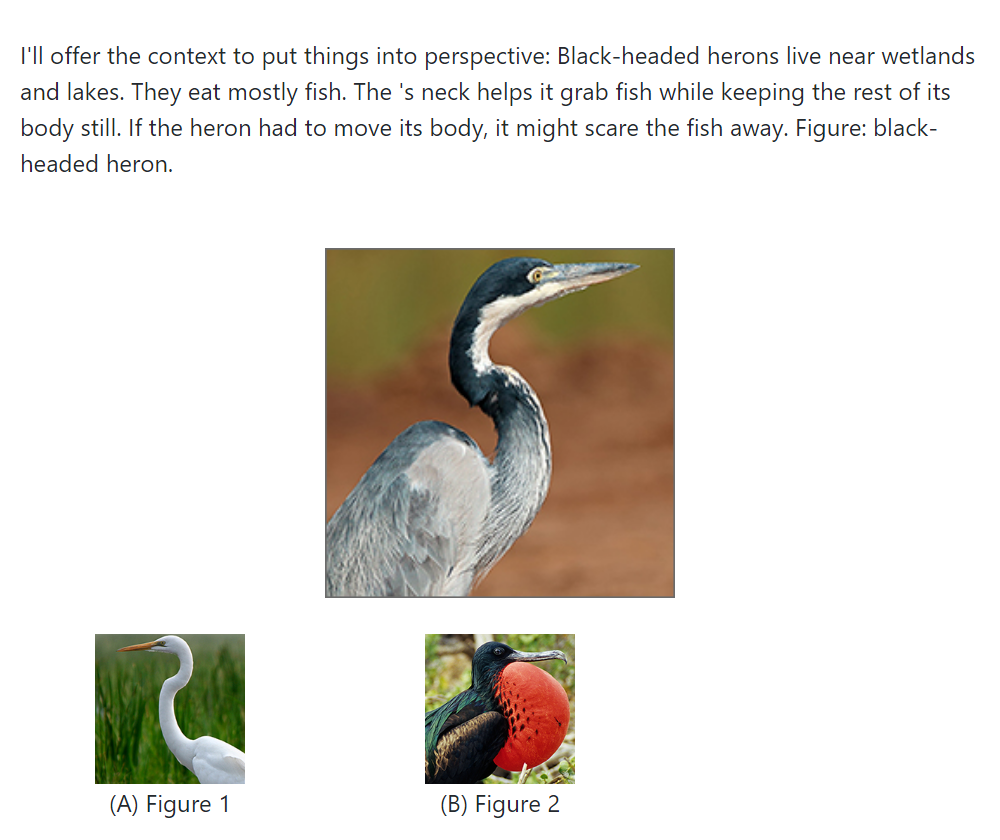 I'll offer the context to put things into perspective: Black-headed herons live near wetlands
and lakes. They eat mostly fish. The 's neck helps it grab fish while keeping the rest of its
body still. If the heron had to move its body, it might scare the fish away. Figure: black-
headed heron.
(A) Figure 1
(B) Figure 2